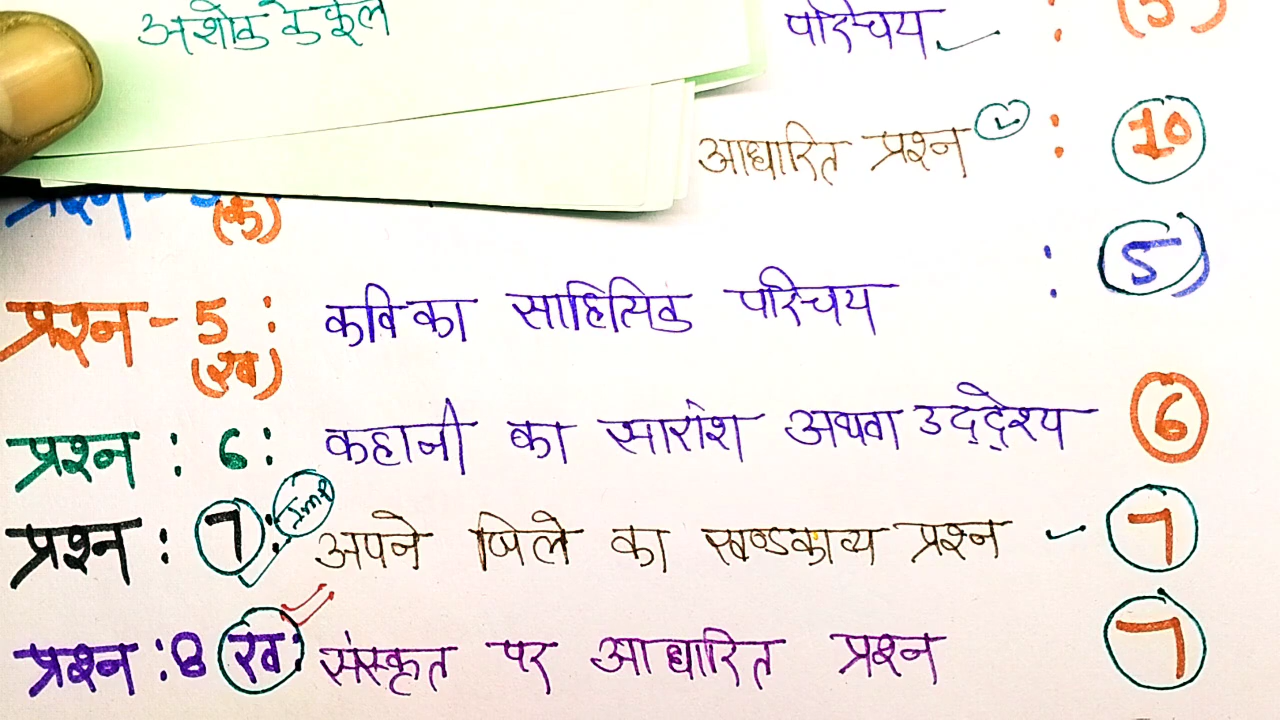 अशोक के फूल
परिचय : (5)
आधारित प्रश्न : 10
प्रश्न - (क)
: 5
प्रश्न - 5 : कवि का साहित्यिक परिचय
(ख)
प्रश्न : 6 : कहानी का सारांश अथवा उद्देश्य 6
प्रश्न : 7 : Imp अपने जिले का खण्डकाव्य प्रश्न - 7
प्रश्न : 8 ख : संस्कृत पर आधारित प्रश्न 7